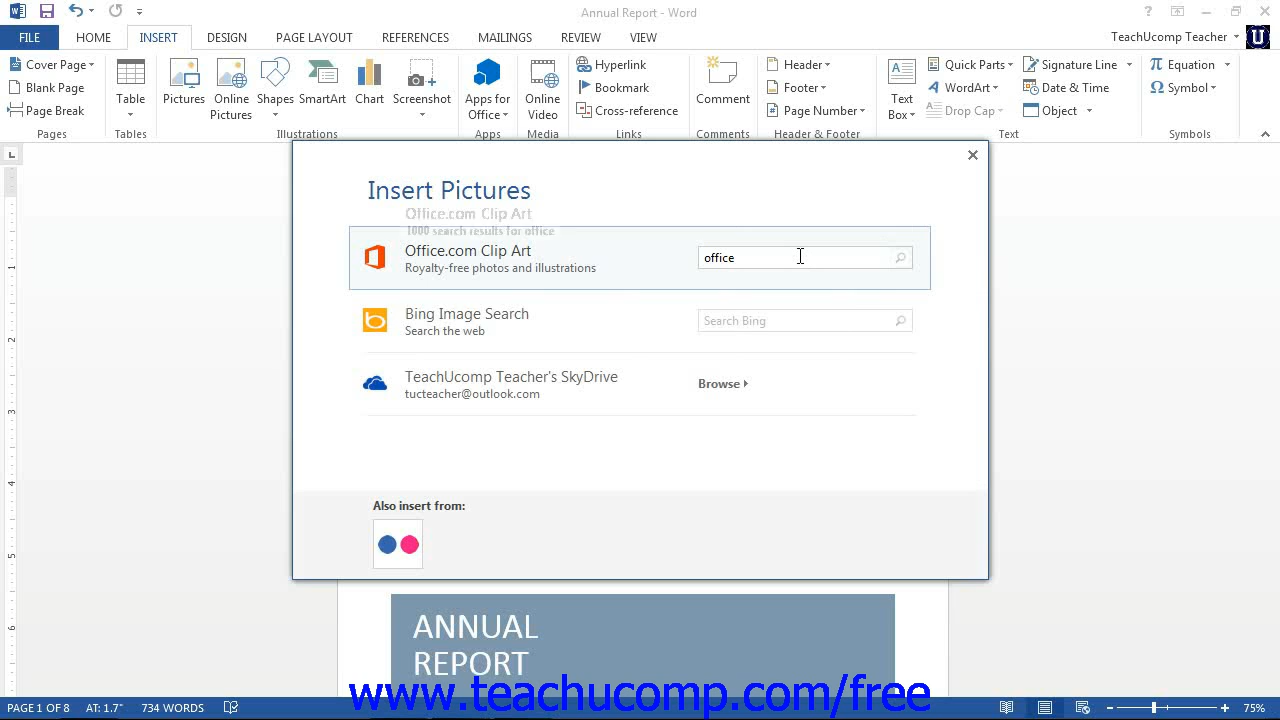 Annual Report - Word
?
FILE HOME INSERT DESIGN PAGE LAYOUT REFERENCES MAILINGS REVIEW VIEW TeachUcomp Teacher U
Cover Page
Blank Page
Page Break
Pages
Table
Tables
Pictures
Online
Pictures
Shapes
SmartArt
Chart
Screenshot
Illustrations
Apps for
Office
Apps
Online
Video
Media
Hyperlink
Bookmark
Cross-reference
Links
Comment
Comments
Header
Footer
Page Number
Header & Footer
Text
Box
Quick Parts
WordArt
Drop Cap
Signature Line
Date & Time
Object
Text
Equation
Symbol
Symbols
L
1
2
3
4
5
6
Insert Pictures
Office.com Clip Art
1000 search results for office
Office.com Clip Art
Royalty-free photos and illustrations
office
Bing Image Search
Search the web
Search Bing
TeachUcomp Teacher's SkyDrive
tucteacher@outlook.com
Browse
Also insert from:
ANNUAL
REPORT
www.teachucomp.com/free
PAGE 1 OF 8 AT: 1.7" 734 WORDS 75%